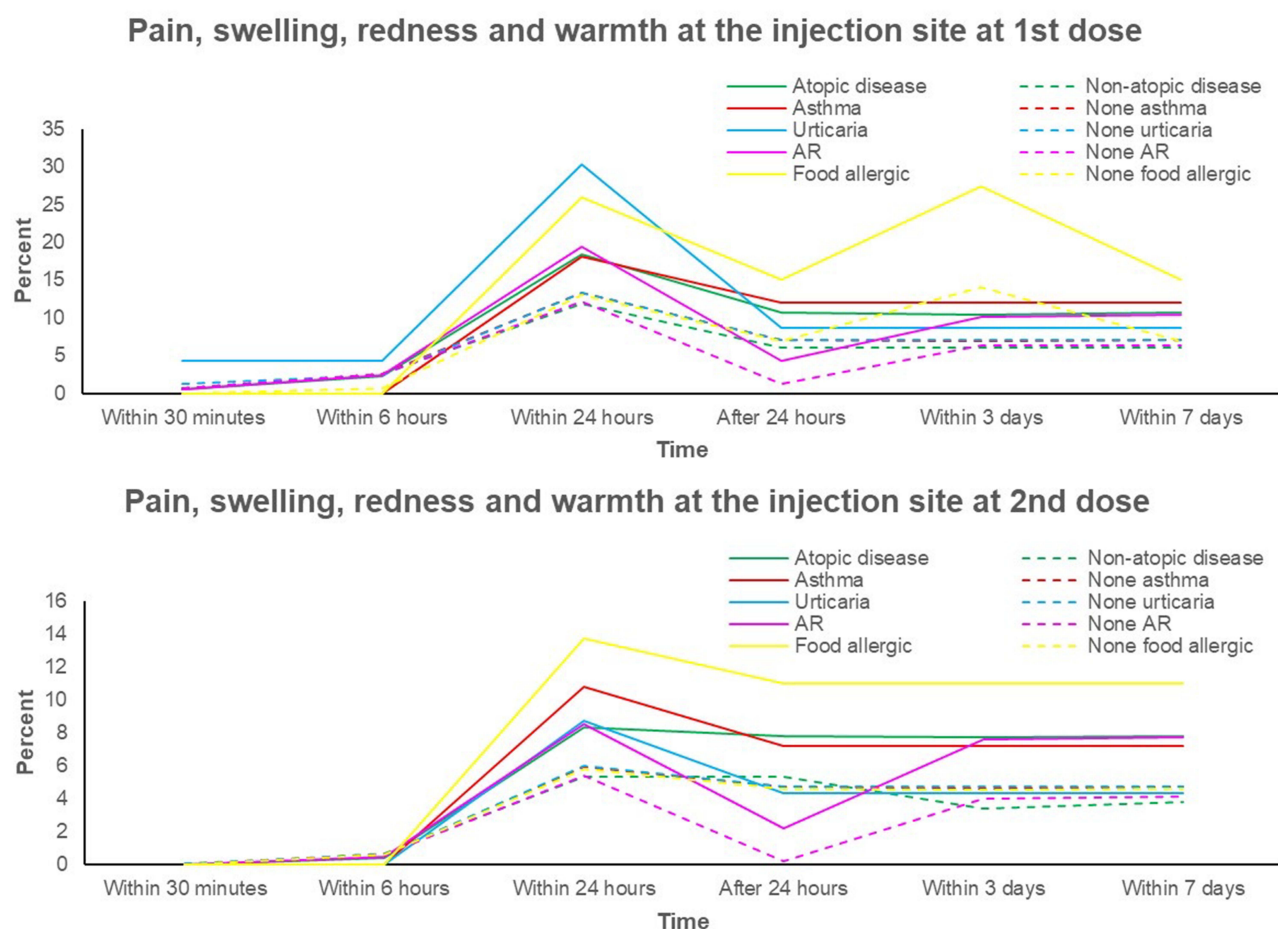 Pain, swelling, redness and warmth at the injection site at 1st dose
Atopic disease Non-atopic disease
Asthma None asthma
Urticaria None urticaria
AR None AR
Food allergic None food allergic
35
30
25
20
15
10
5
0
Percent
Within 30 minutes Within 6 hours Within 24 hours After 24 hours Within 3 days Within 7 days
Time
Pain, swelling, redness and warmth at the injection site at 2nd dose
Atopic disease Non-atopic disease
Asthma None asthma
Urticaria None urticaria
AR None AR
Food allergic None food allergic
16
14
12
10
8
6
4
2
0
Percent
Within 30 minutes Within 6 hours Within 24 hours After 24 hours Within 3 days Within 7 days
Time